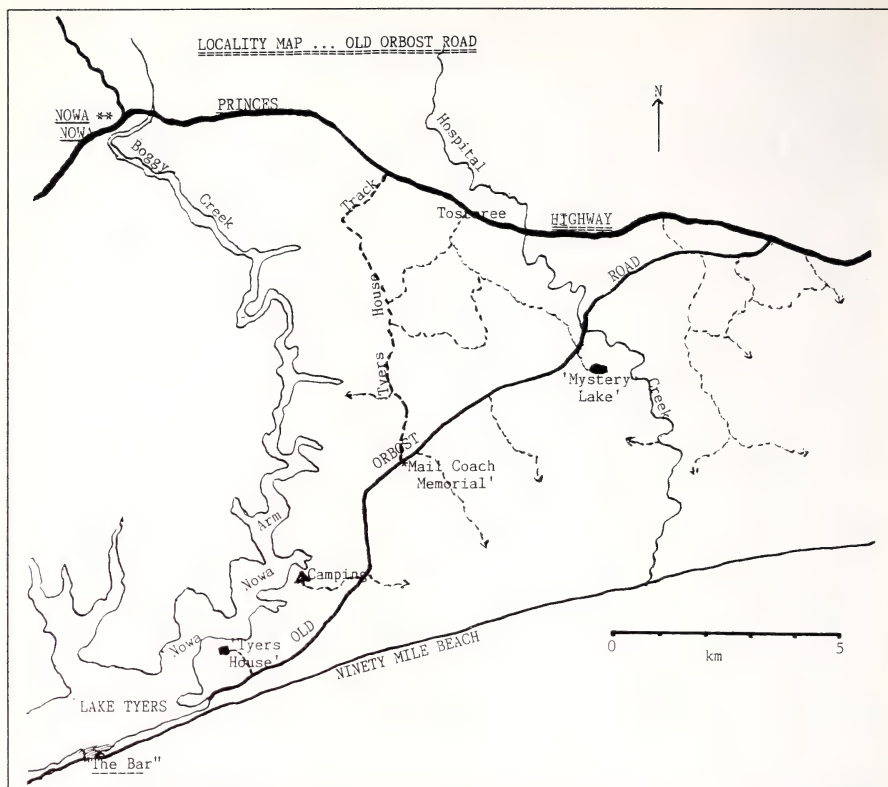 LOCALITY MAP ... OLD ORBOST ROAD
N
NOWA **
NOWA
PRINCES
HIGHWAY
Boggy
Creek
Hospital
Creek
Track
House
Tyers
Tostaree
ROAD
ORBOST
OLD
'Mystery
Lake'
*Mail Coach
Memorial'
Arm
Nowa
Nowa
Camping
'Tyers
House'
NINETY MILE BEACH
0 5
km
LAKE TYERS
"The Bar"